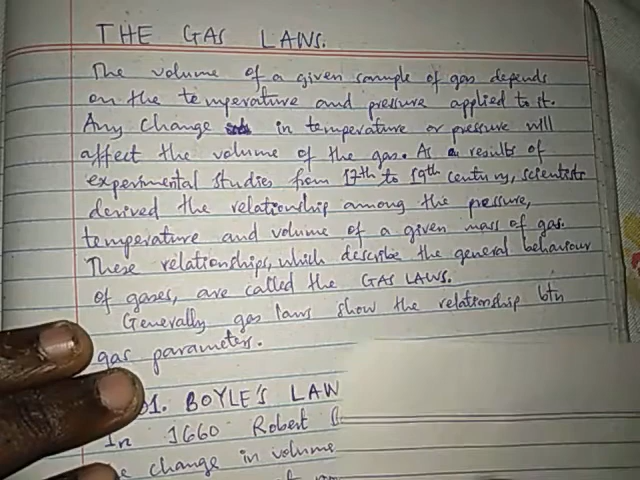 THE GAS LAWS.
The volume of a given sample of gas depends
on the temperature and pressure applied to it.
Any change in temperature or pressure will
affect the volume of the gas. As a results of
experimental studies from 17th to 19th century, scientists
derived the relationship among the pressure,
temperature and volume of a given mass of gas.
These relationships, which describe the general behaviour
of gases, are called the GAS LAWS.
Generally gas laws show the relationship btn
gas parameters.
01. BOYLE'S LAW
In 1660 Robert
change in volume